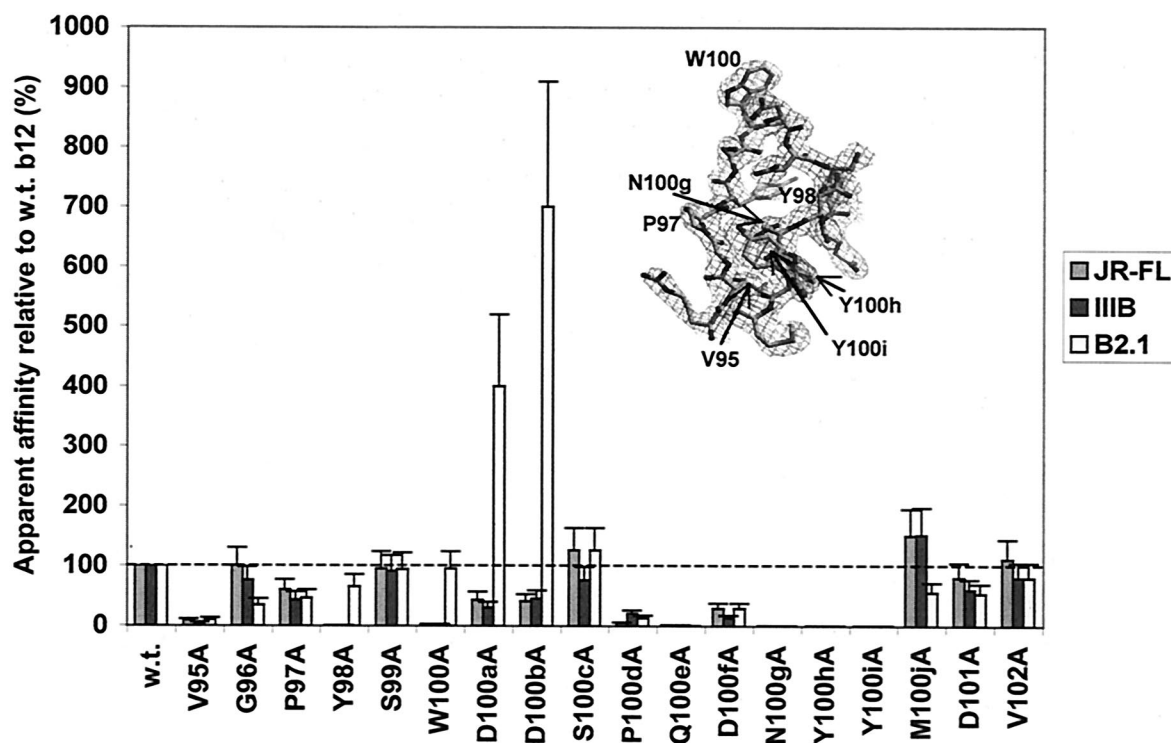 Apparent affinity relative to w.t. b12 (%)
1000
900
800
700
600
500
400
300
200
100
0
W100
N100g
Y98
P97
Y100h
Y100i
V95
JR-FL
IIIB
B2.1
w.t.
V95A
G96A
P97A
Y98A
S99A
W100A
D100aA
D100bA
S100cA
P100dA
Q100eA
D100fA
N100gA
Y100hA
Y100iA
M100jA
D101A
V102A